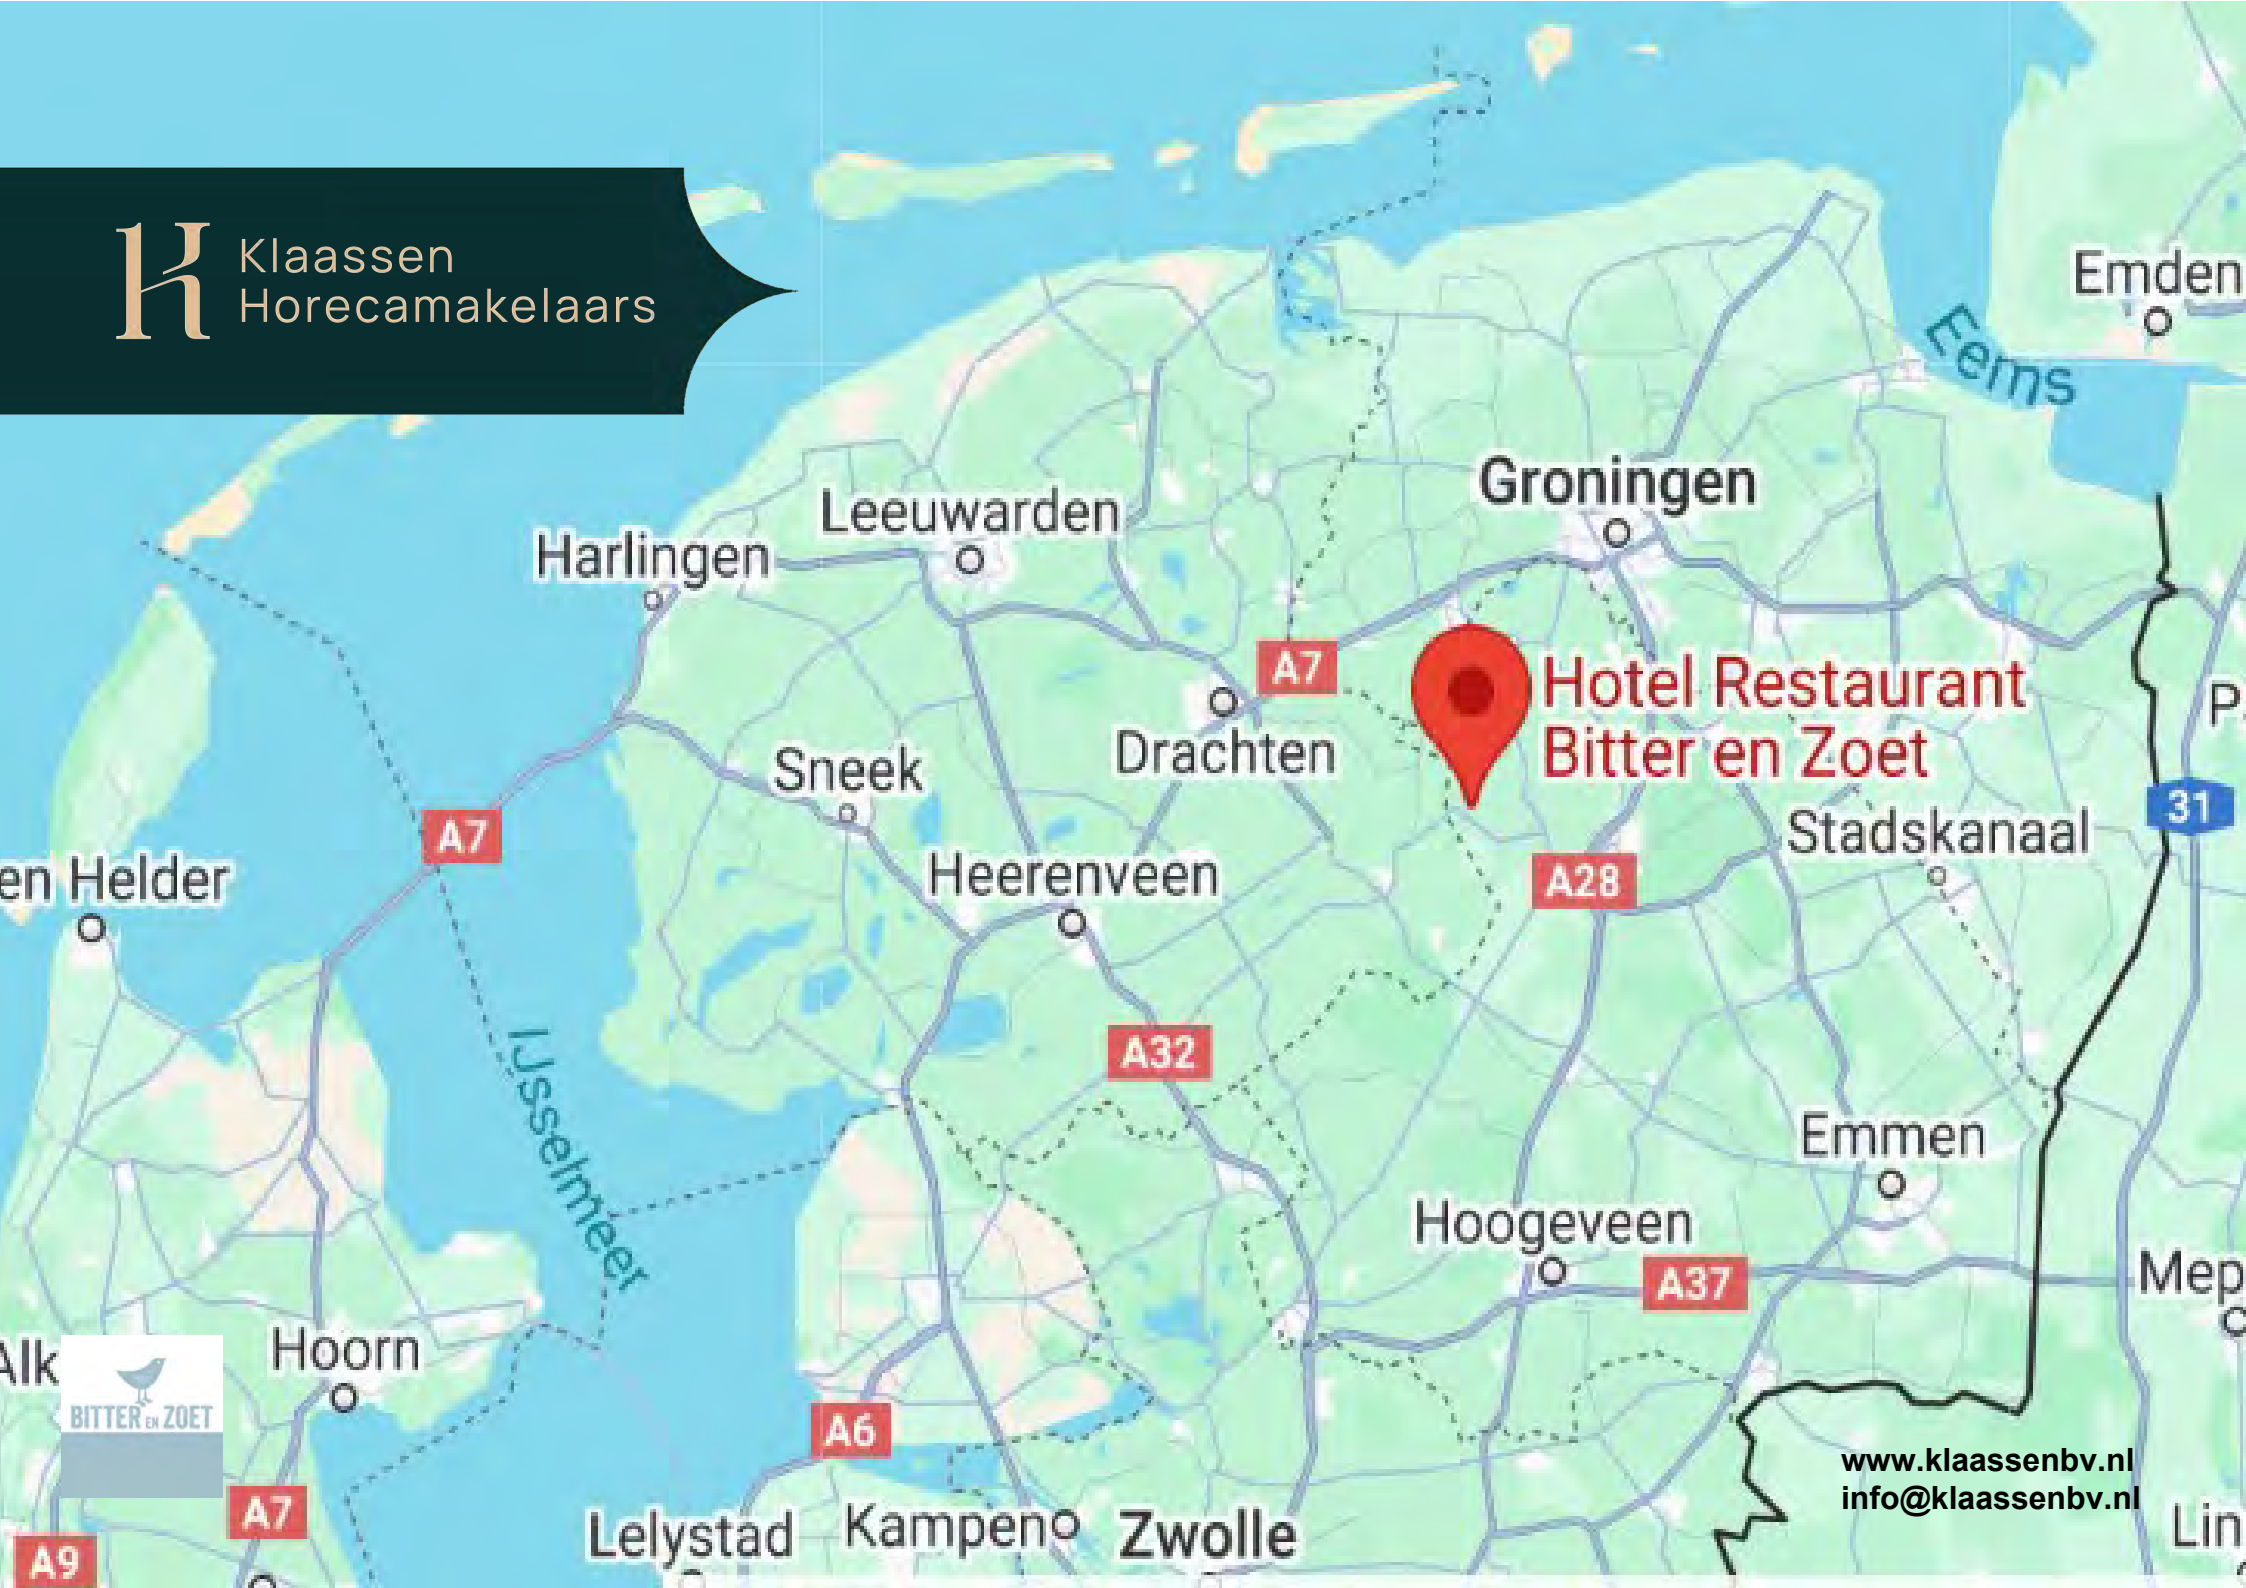 Klaassen
Horecamakelaars
Emden
Eems
Groningen
Leeuwarden
Harlingen
A7
Hotel Restaurant
Bitter en Zoet
Drachten
Sneek
A7
31
Stadskanaal
en Helder
Heerenveen
A28
IJsselmeer
A32
Emmen
Hoogeveen
A37
Mep
Hoorn
Alk
BITTER EN ZOET
A6
www.klaassenbv.nl
info@klaassenbv.nl
A7
Lelystad
Kampen
Zwolle
Lin
A9